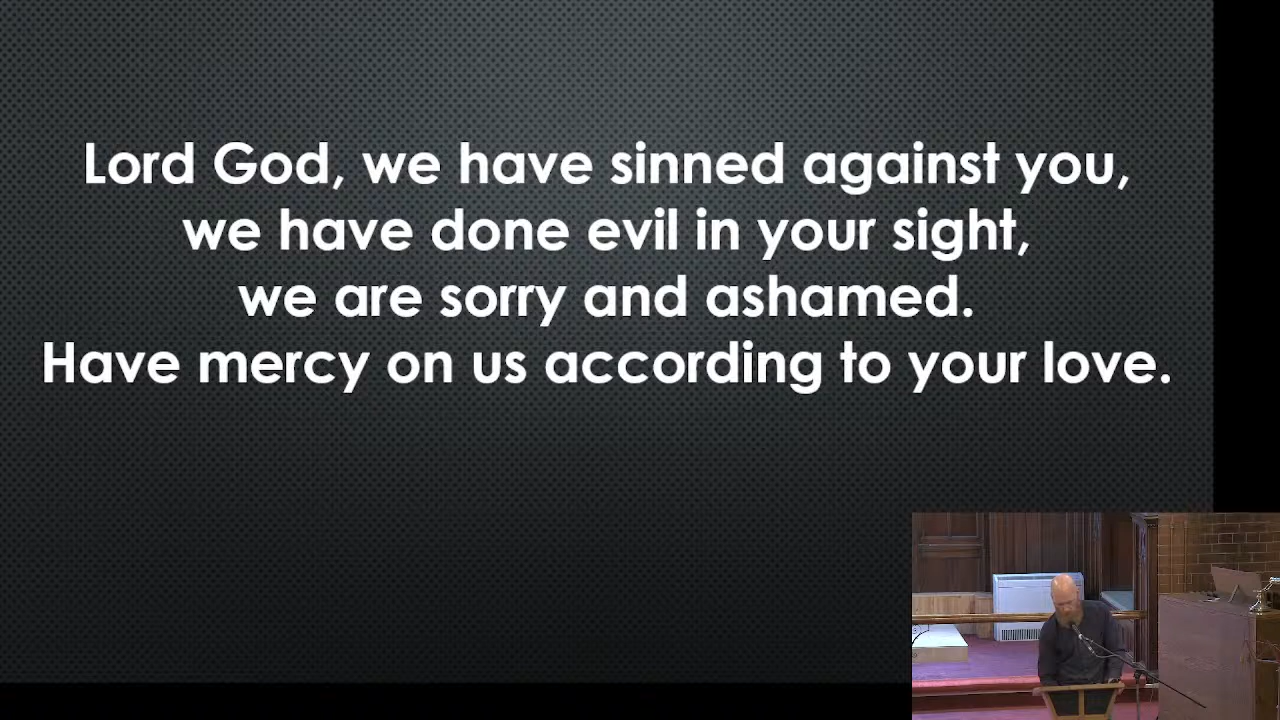 Lord God, we have sinned against you,
we have done evil in your sight,
we are sorry and ashamed.
Have mercy on us according to your love.